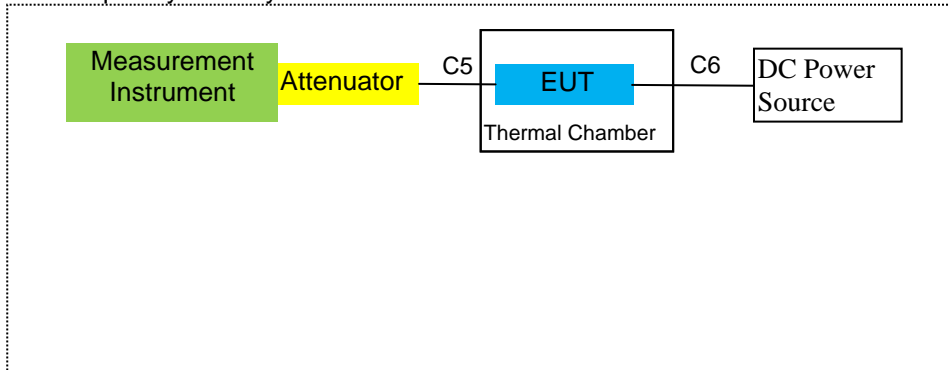 Measurement
Instrument
Attenuator
C5
EUT
Thermal Chamber
C6
DC Power
Source